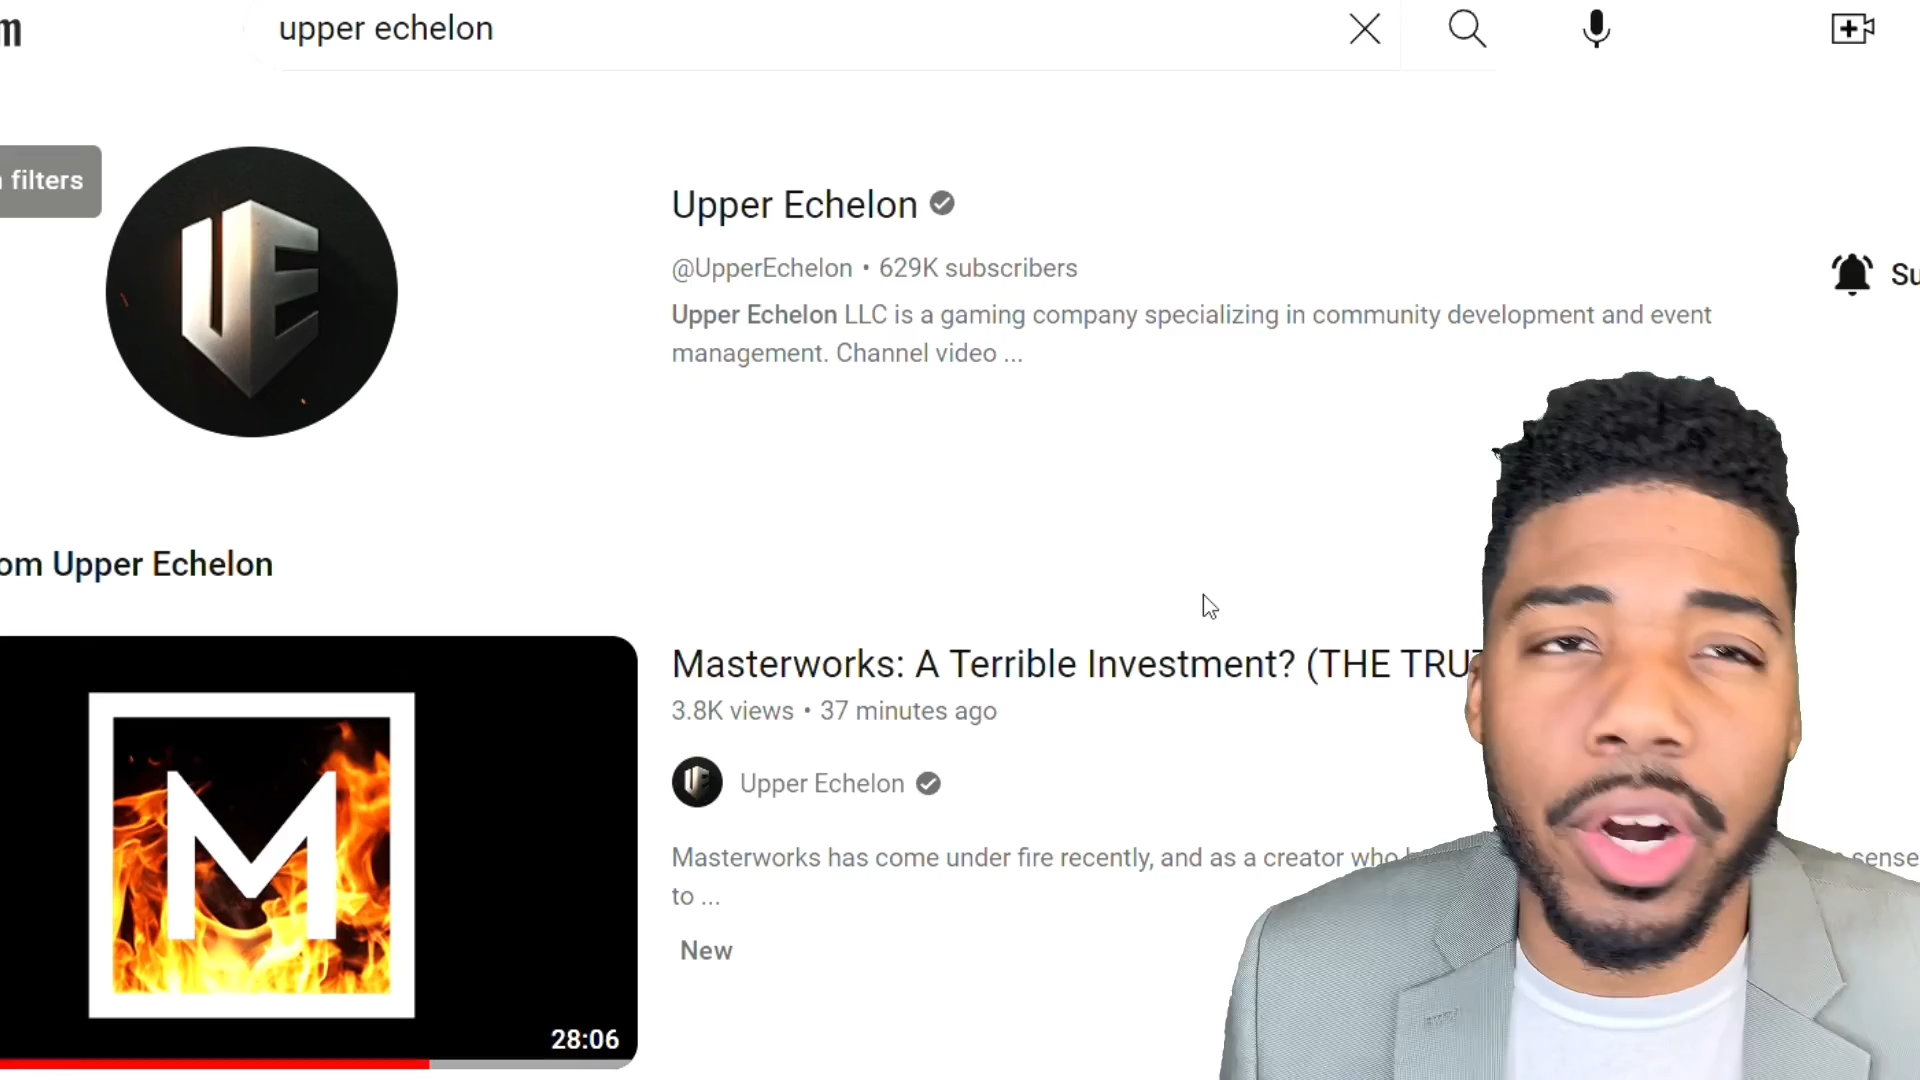 m
upper echelon
filters
UE
Upper Echelon
@UpperEchelon • 629K subscribers
Su
Upper Echelon LLC is a gaming company specializing in community development and event
management. Channel video ...
om Upper Echelon
Masterworks: A Terrible Investment? (THE TRU
3.8K views • 37 minutes ago
UE Upper Echelon
Masterworks has come under fire recently, and as a creator who sense
to ...
New
M
28:06